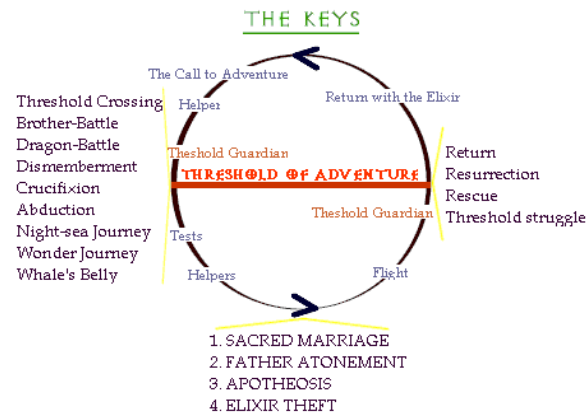 THE KEYS
The Call to Adventure
Helper
Return with the Elixir
Threshold Crossing
Brother-Battle
Dragon-Battle
Dismemberment
Crucifixion
Abduction
Night-sea Journey
Wonder Journey
Whale's Belly
Theshold Guardian
THRESHOLD OF ADVENTURE
Theshold Guardian
Return
Resurrection
Rescue
Threshold struggle
Tests
Helpers
Flight
1. SACRED MARRIAGE
2. FATHER ATONEMENT
3. APOTHEOSIS
4. ELIXIR THEFT